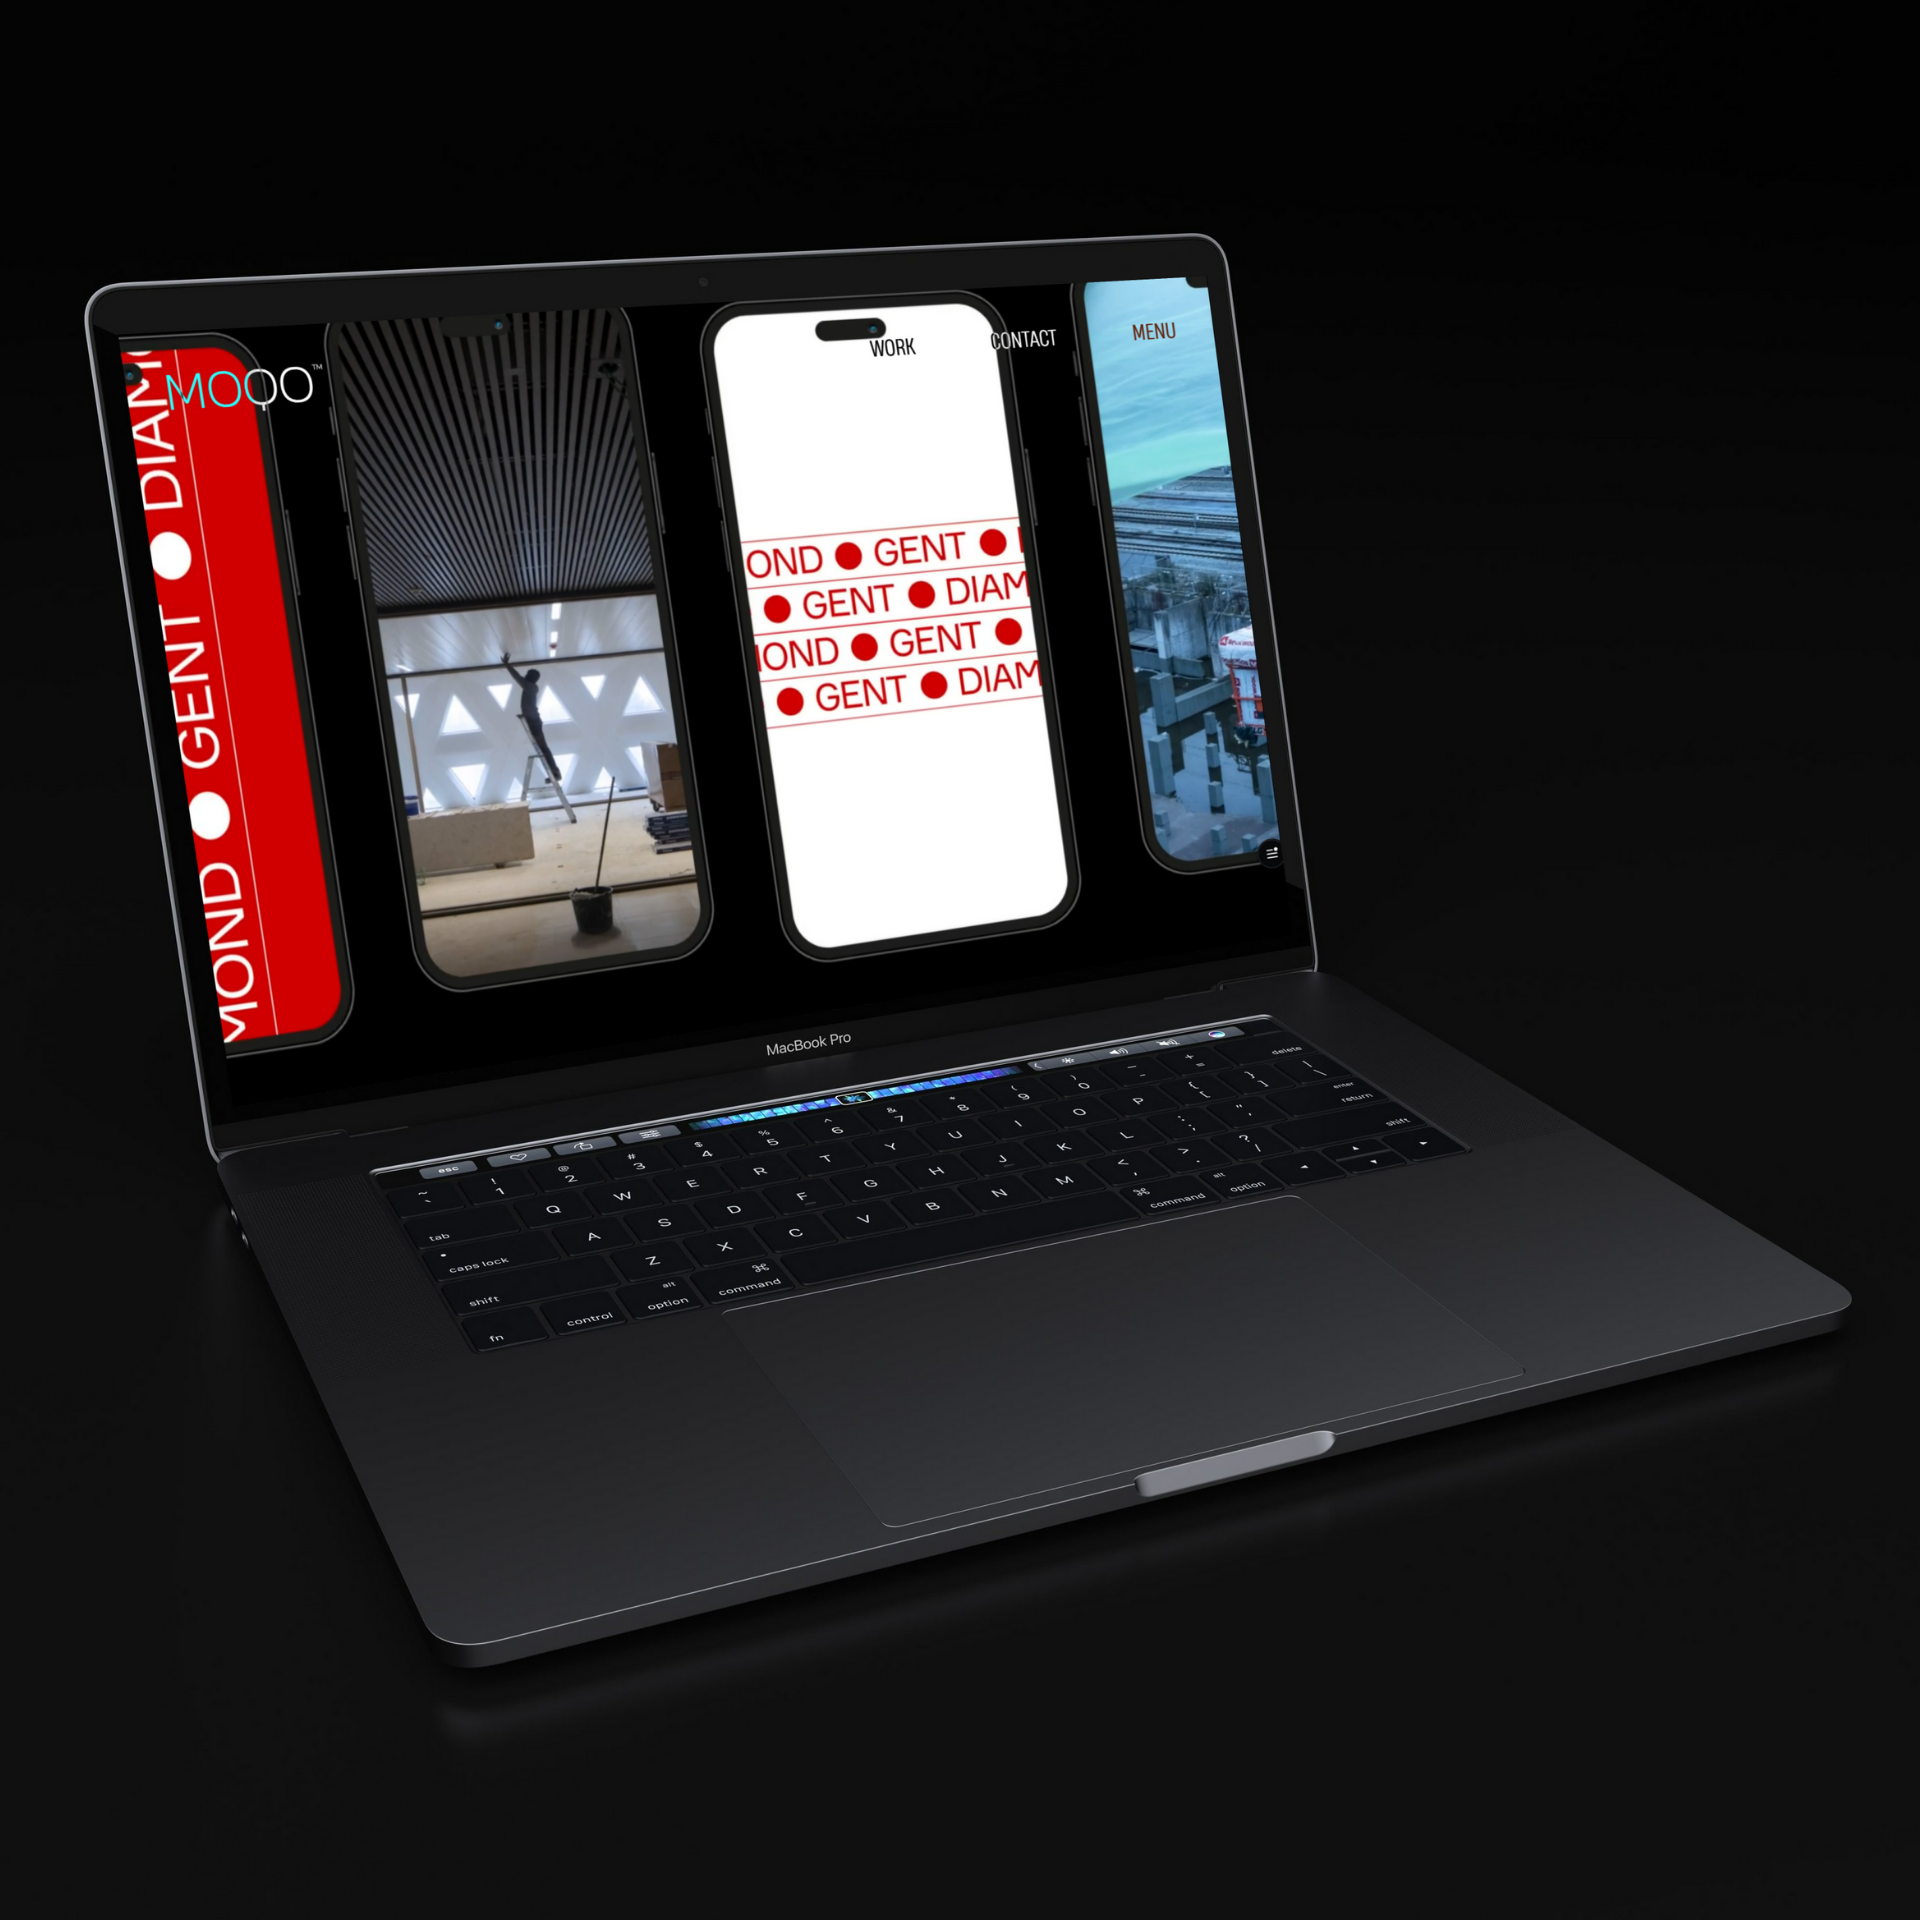 MOQO™
WORK
CONTACT
MENU
DIAM
GENT
MOND
OND ● GENT ●
● GENT ● DIAM
MOND ● GENT ●
● GENT ● DIAM
MacBook Pro
esc
~ ! 1 @ 2 # 3 $ 4 % 5 ^ 6 & 7 * 8 ( 9 ) 0 _ - + = delete
tab Q W E R T Y U I O P { [ } ] | \
caps lock A S D F G H J K L : ; " ' enter return
shift Z X C V B N M < , > . ? / shift
fn control alt option ⌘ command ⌘ command alt option